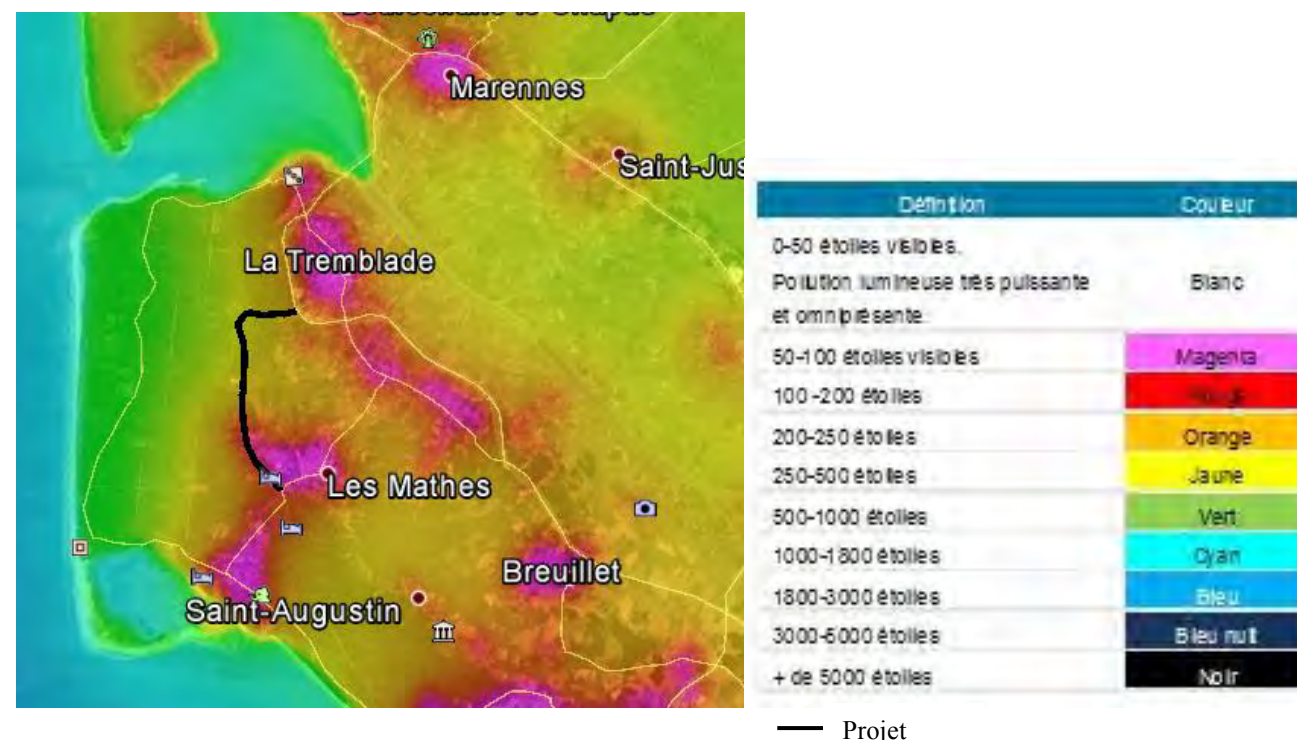 Marennes
Saint-Jus
La Tremblade
Les Mathes
Breuillet
Saint-Augustin
Définition Couleur
0-50 étoiles visibles.
Pollution lumineuse très puissante
et omniprésente.
Blanc
50-100 étoiles visibles Magenta
100-200 étoiles
200-250 étoiles Orange
250-500 étoiles Jaune
500-1000 étoiles Vert
1000-1800 étoiles Cyan
1800-3000 étoiles Bleu
3000-5000 étoiles Bleu nuit
+ de 5000 étoiles Noir
Projet